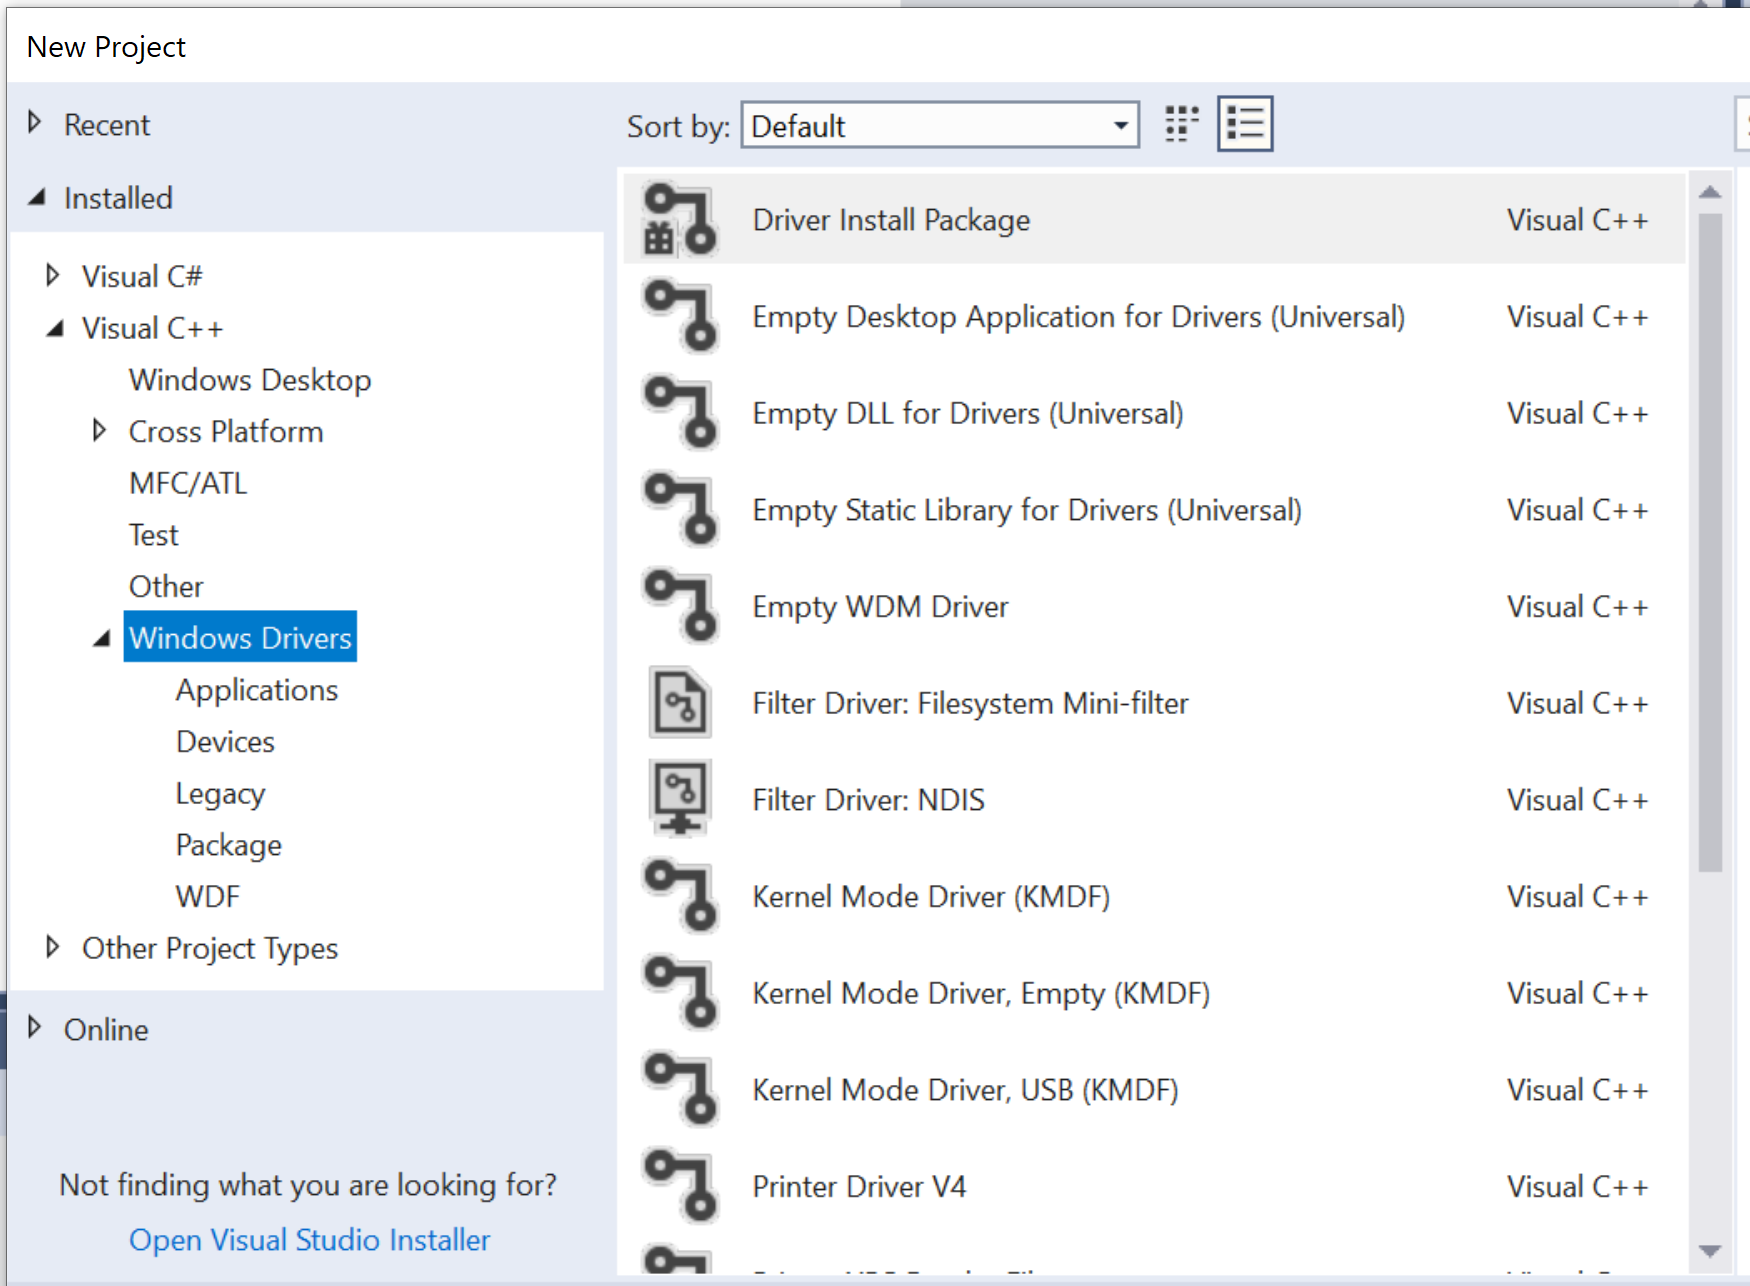 New Project
Recent
Installed
Visual C#
Visual C++
Windows Desktop
Cross Platform
MFC/ATL
Test
Other
Windows Drivers
Applications
Devices
Legacy
Package
WDF
Other Project Types
Online
Not finding what you are looking for?
Open Visual Studio Installer
Sort by: Default
Driver Install Package Visual C++
Empty Desktop Application for Drivers (Universal) Visual C++
Empty DLL for Drivers (Universal) Visual C++
Empty Static Library for Drivers (Universal) Visual C++
Empty WDM Driver Visual C++
Filter Driver: Filesystem Mini-filter Visual C++
Filter Driver: NDIS Visual C++
Kernel Mode Driver (KMDF) Visual C++
Kernel Mode Driver, Empty (KMDF) Visual C++
Kernel Mode Driver, USB (KMDF) Visual C++
Printer Driver V4 Visual C++